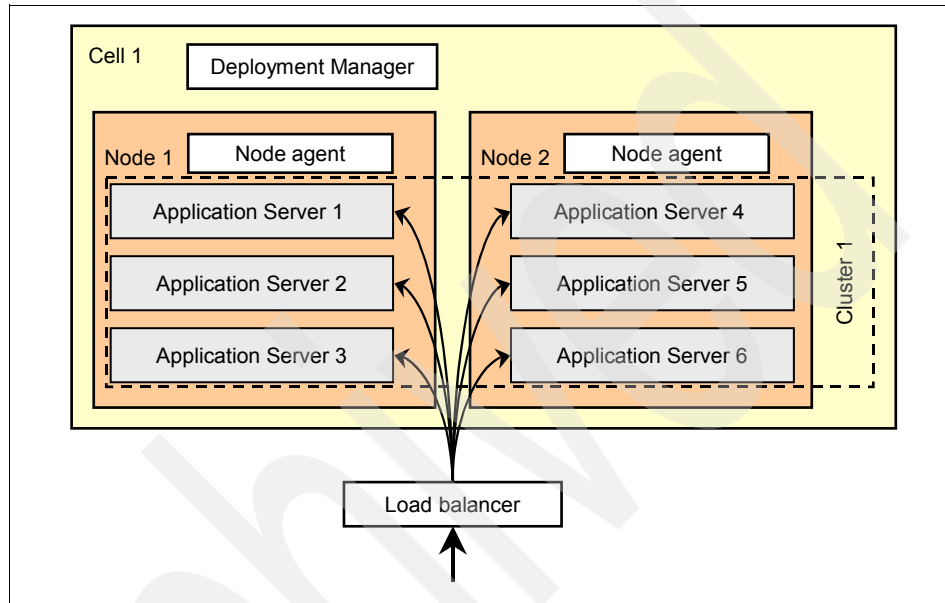 Cell 1
Deployment Manager
Node 1
Node agent
Node 2
Node agent
Application Server 1
Application Server 4
Application Server 2
Application Server 5
Application Server 3
Application Server 6
Cluster 1
Load balancer